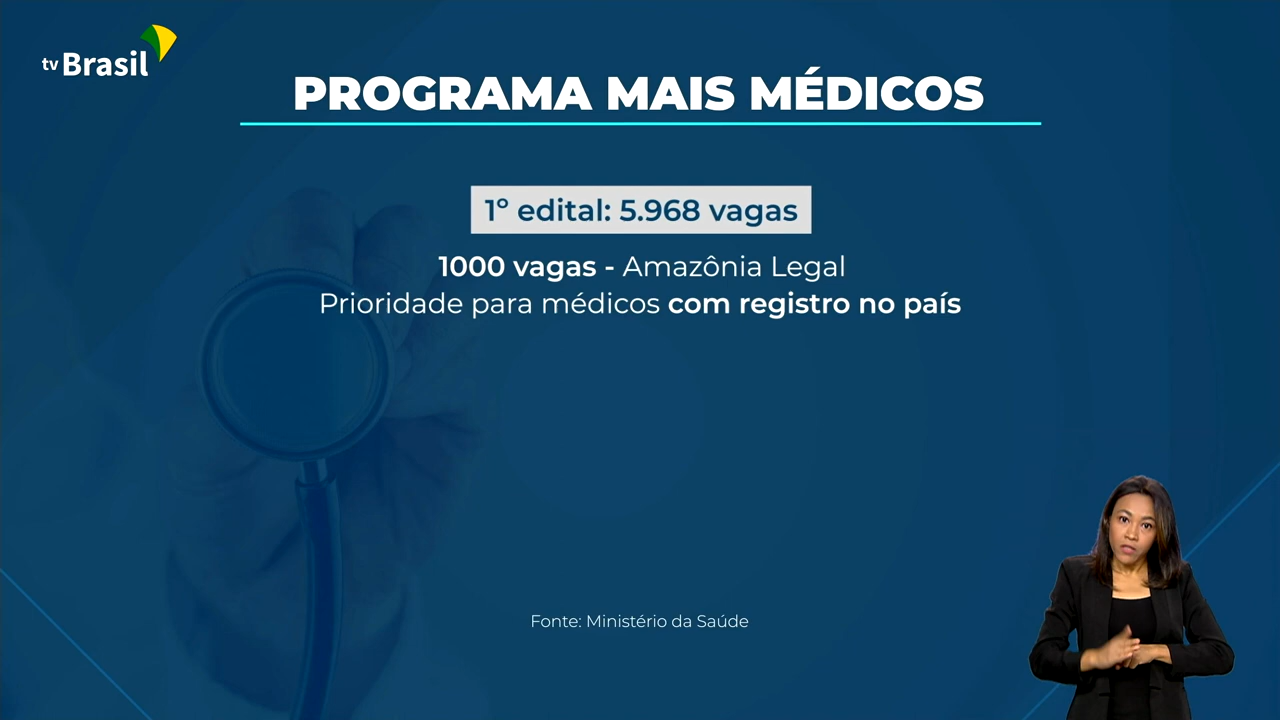 tv Brasil
PROGRAMA MAIS MÉDICOS
1º edital: 5.968 vagas
1000 vagas - Amazônia Legal
Prioridade para médicos com registro no país
Fonte: Ministério da Saúde